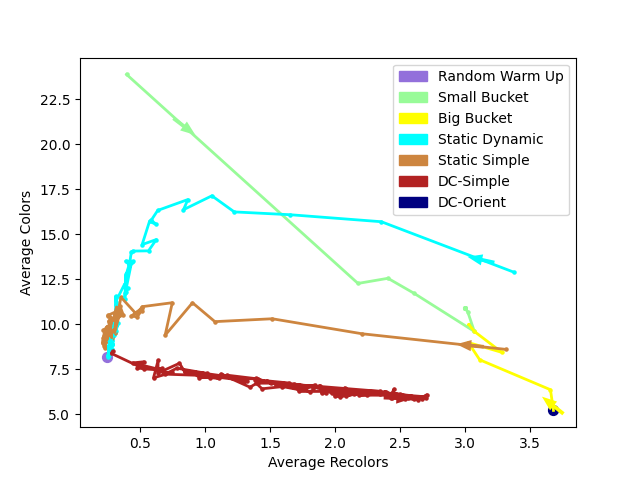 Random Warm Up
Small Bucket
Big Bucket
Static Dynamic
Static Simple
DC-Simple
DC-Orient
22.5
20.0
17.5
15.0
12.5
10.0
7.5
5.0
Average Colors
0.5
1.0
1.5
2.0
2.5
3.0
3.5
Average Recolors